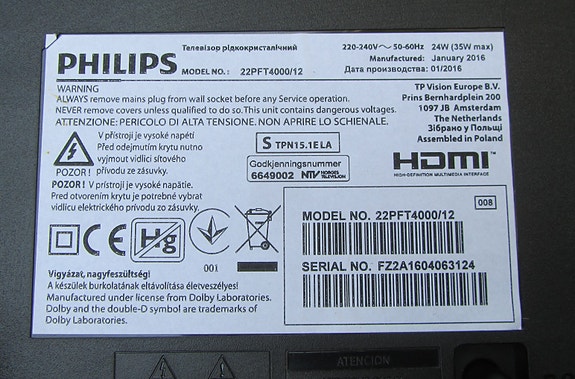 PHILIPS
Телевізор рідкокристалічний
MODEL NO.: 22PFT4000/12
220-240V~ 50-60Hz 24W (35W max)
Manufactured: January 2016
Дата производства: 01/2016
WARNING
ALWAYS remove mains plug from wall socket before any Service operation.
NEVER remove covers unless qualified to do so. This unit contains dangerous voltages.
ATTENZIONE: PERICOLO DI ALTA TENSIONE. NON APRIRE LO SCHIENALE.
TP Vision Europe B.V.
Prins Bernhardplein 200
1097 JB Amsterdam
The Netherlands
Зібрано у Польщі
Assembled in Poland
V přístroji je vysoké napětí
Před odejmutím krytu nutno
vyjmout vidlici síťového
POZOR! přívodu ze zásuvky.
POZOR ! V prístroji je vysoké napätie.
Pred otvorením krytu je potrebné vybrať
vidlicu elektrického prívodu zo zásuvky.
S TPN15.1E LA
Godkjenningsnummer
6649002 NTV NORGES TELEVISJON
HDMI
HIGH-DEFINITION MULTIMEDIA INTERFACE
CE
Hg
001
008
MODEL NO. 22PFT4000/12
SERIAL NO. FZ2A1604063124
Vigyázat, nagyfeszültség!
A készülék burkolatának eltávolítása életveszélyes!
Manufactured under license from Dolby Laboratories.
Dolby and the double-D symbol are trademarks of
Dolby Laboratories.
ATENCION